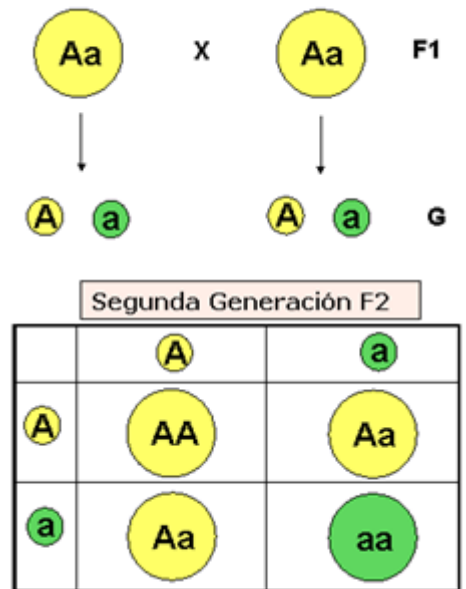 Aa X Aa F1
A a A a G
Segunda Generación F2
A a
A AA Aa
a Aa aa